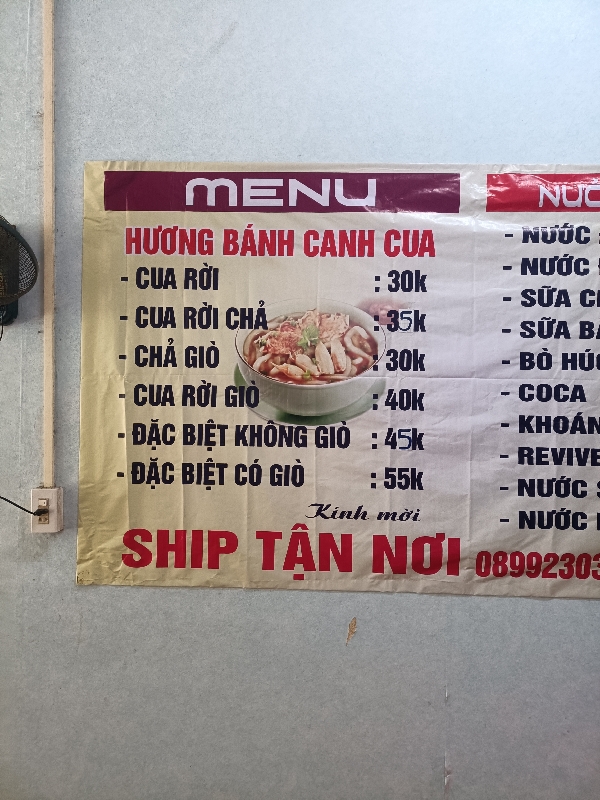 MENU
HƯƠNG BÁNH CANH CUA
- CUA RỜI : 30k
- CUA RỜI CHẢ : 35k
- CHẢ GIÒ : 30k
- CUA RỜI GIÒ : 40k
- ĐẶC BIỆT KHÔNG GIÒ : 45k
- ĐẶC BIỆT CÓ GIÒ : 55k
Kính mời
SHIP TẬN NƠI
- NƯỚC
- NƯỚC
- SỮA
- SỮA
- BÒ
- COCA
-
- REVIVE
- NƯỚC
- NƯỚC